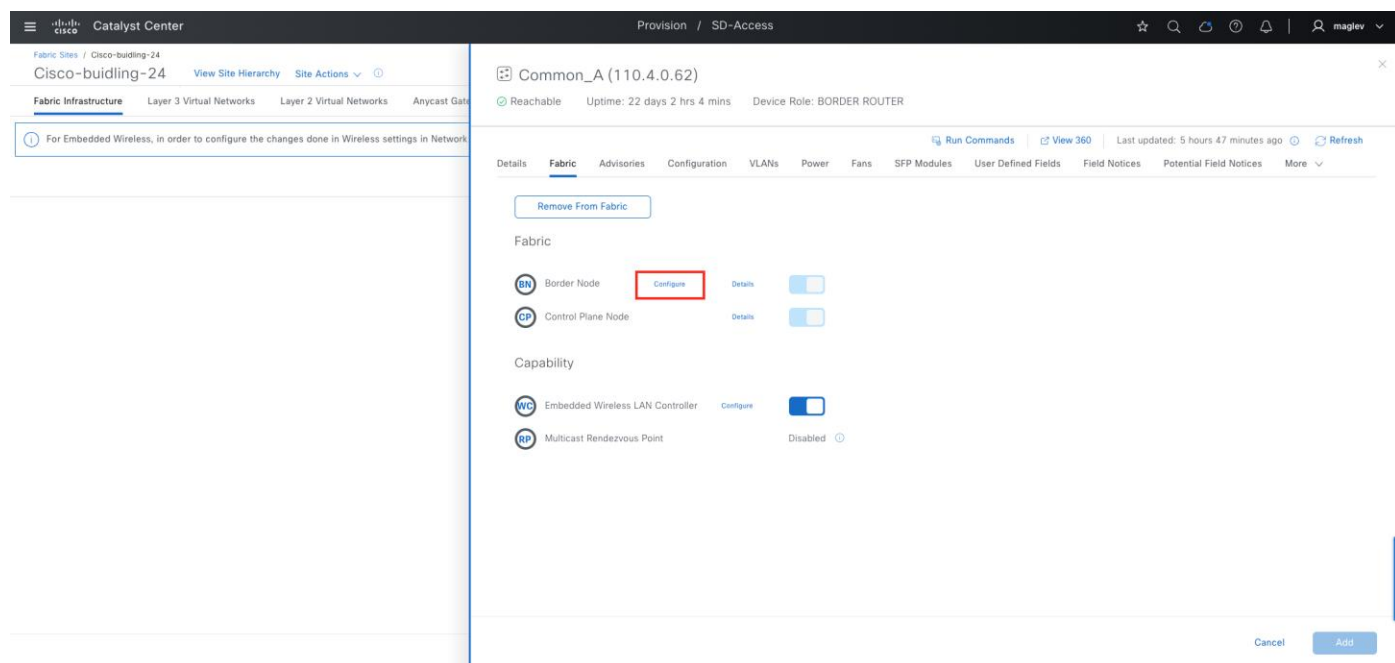 CISCO Catalyst Center
Provision / SD-Access
maglev
Fabric Sites / Cisco-buidling-24
Cisco-buidling-24 View Site Hierarchy Site Actions
Fabric Infrastructure Layer 3 Virtual Networks Layer 2 Virtual Networks Anycast Gate
For Embedded Wireless, in order to configure the changes done in Wireless settings in Network
Common_A (110.4.0.62)
Reachable Uptime: 22 days 2 hrs 4 mins Device Role: BORDER ROUTER
Run Commands View 360 Last updated: 5 hours 47 minutes ago Refresh
Details Fabric Advisories Configuration VLANs Power Fans SFP Modules User Defined Fields Field Notices Potential Field Notices More
Remove From Fabric
Fabric
BN Border Node Configure Details
CP Control Plane Node Details
Capability
WC Embedded Wireless LAN Controller Configure
RP Multicast Rendezvous Point Disabled
Cancel Add